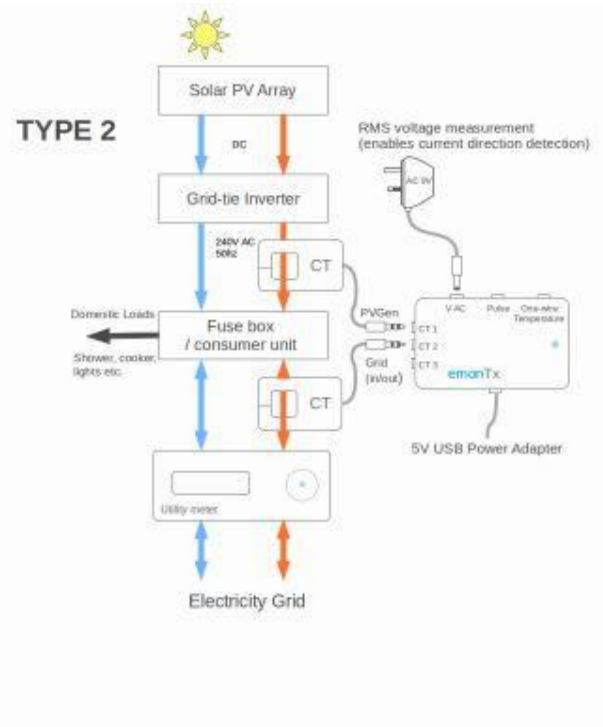 Solar PV Array
TYPE 2
DC
RMS voltage measurement
(enables current direction detection)
AC 9V
Grid-tie Inverter
240V AC
50hz
CT
Domestic Loads
Shower, cooker,
lights etc.
Fuse box
/ consumer unit
PVGen
Grid
(in/out)
V-AC
Pulse
One-wire
Temperature
CT 1
CT 2
CT 3
emonTx
CT
5V USB Power Adapter
Utility meter
Electricity Grid